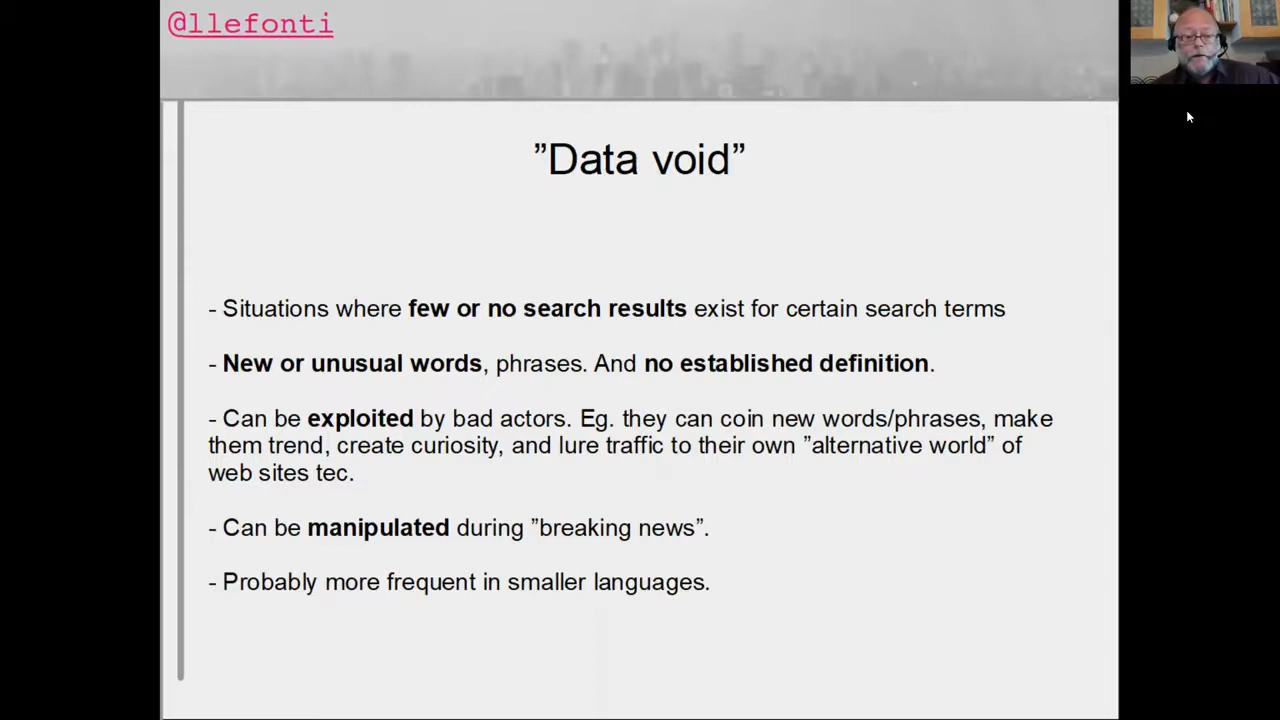 @llefonti
”Data void”
- Situations where few or no search results exist for certain search terms
- New or unusual words, phrases. And no established definition.
- Can be exploited by bad actors. Eg. they can coin new words/phrases, make
them trend, create curiosity, and lure traffic to their own ”alternative world” of
web sites tec.
- Can be manipulated during ”breaking news”.
- Probably more frequent in smaller languages.